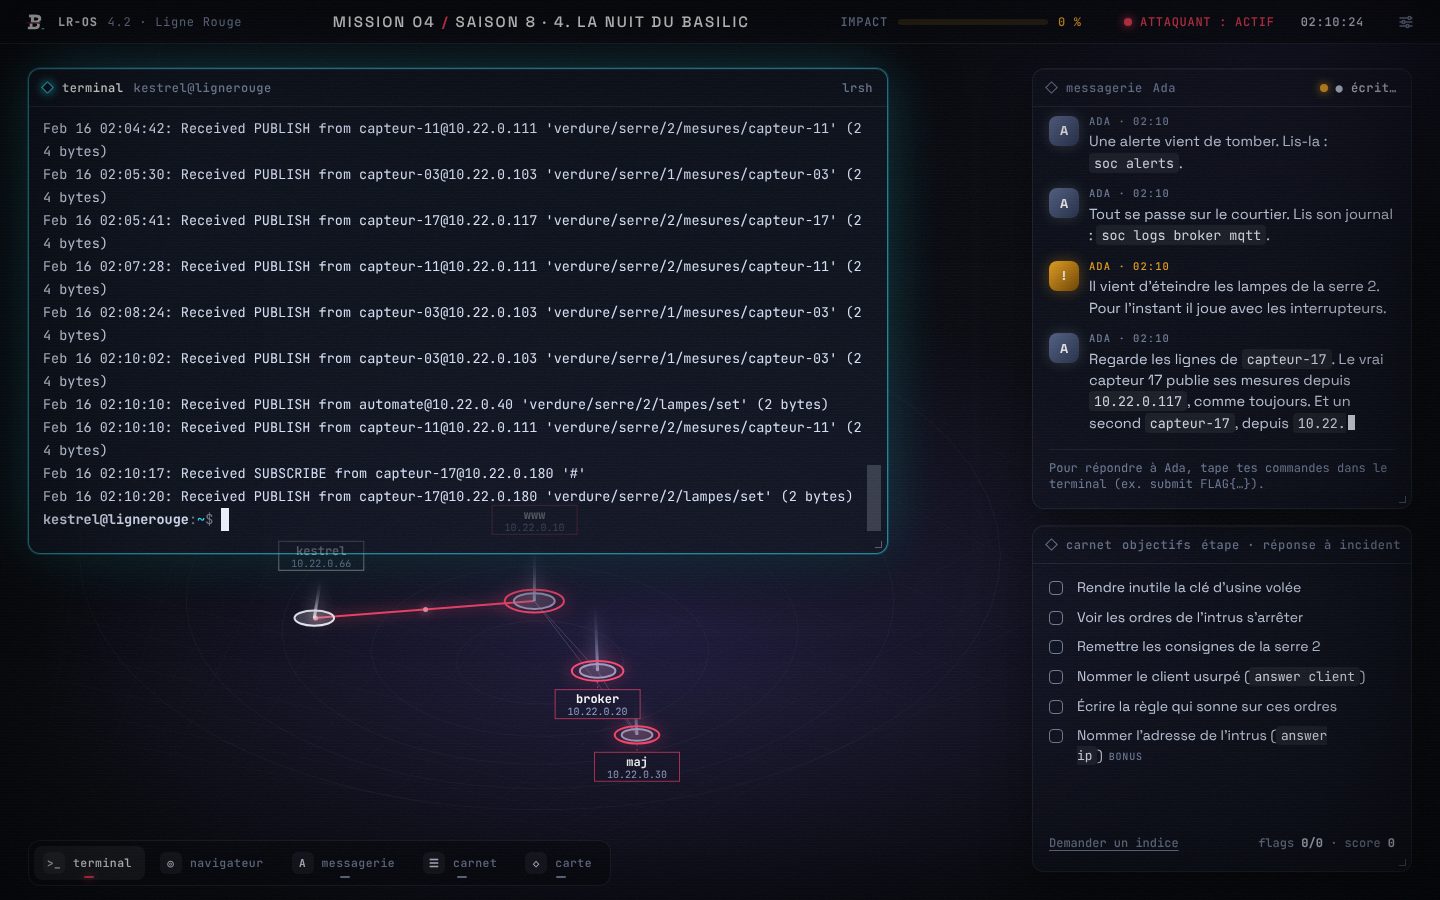 LR-OS 4.2 · Ligne Rouge
MISSION 04 / SAISON 8 · 4. LA NUIT DU BASILIC
IMPACT 0 %
ATTAQUANT : ACTIF
02:10:24
terminal kestrel@lignerouge
lrsh
Feb 16 02:04:42: Received PUBLISH from capteur-11@10.22.0.111 'verdure/serre/2/mesures/capteur-11' (2
4 bytes)
Feb 16 02:05:30: Received PUBLISH from capteur-03@10.22.0.103 'verdure/serre/1/mesures/capteur-03' (2
4 bytes)
Feb 16 02:05:41: Received PUBLISH from capteur-17@10.22.0.117 'verdure/serre/2/mesures/capteur-17' (2
4 bytes)
Feb 16 02:07:28: Received PUBLISH from capteur-11@10.22.0.111 'verdure/serre/2/mesures/capteur-11' (2
4 bytes)
Feb 16 02:08:24: Received PUBLISH from capteur-03@10.22.0.103 'verdure/serre/1/mesures/capteur-03' (2
4 bytes)
Feb 16 02:10:02: Received PUBLISH from capteur-03@10.22.0.103 'verdure/serre/1/mesures/capteur-03' (2
4 bytes)
Feb 16 02:10:10: Received PUBLISH from automate@10.22.0.40 'verdure/serre/2/lampes/set' (2 bytes)
Feb 16 02:10:10: Received PUBLISH from capteur-11@10.22.0.111 'verdure/serre/2/mesures/capteur-11' (2
4 bytes)
Feb 16 02:10:17: Received SUBSCRIBE from capteur-17@10.22.0.180 '#'
Feb 16 02:10:20: Received PUBLISH from capteur-17@10.22.0.180 'verdure/serre/2/lampes/set' (2 bytes)
kestrel@lignerouge:~$
www
10.22.0.10
kestrel
10.22.0.66
broker
10.22.0.20
maj
10.22.0.30
messagerie Ada
● écrit…
A
ADA · 02:10
Une alerte vient de tomber. Lis-la :
soc alerts.
A
ADA · 02:10
Tout se passe sur le courtier. Lis son journal
: soc logs broker mqtt.
!
ADA · 02:10
Il vient d'éteindre les lampes de la serre 2.
Pour l'instant il joue avec les interrupteurs.
A
ADA · 02:10
Regarde les lignes de capteur-17. Le vrai
capteur 17 publie ses mesures depuis
10.22.0.117, comme toujours. Et un
second capteur-17, depuis 10.22.
Pour répondre à Ada, tape tes commandes dans le
terminal (ex. submit FLAG{…}).
carnet objectifs étape · réponse à incident
Rendre inutile la clé d'usine volée
Voir les ordres de l'intrus s'arrêter
Remettre les consignes de la serre 2
Nommer le client usurpé (answer client)
Écrire la règle qui sonne sur ces ordres
Nommer l'adresse de l'intrus (answer
ip) BONUS
Demander un indice
flags 0/0 · score 0
>_ terminal
navigateur
A messagerie
carnet
carte